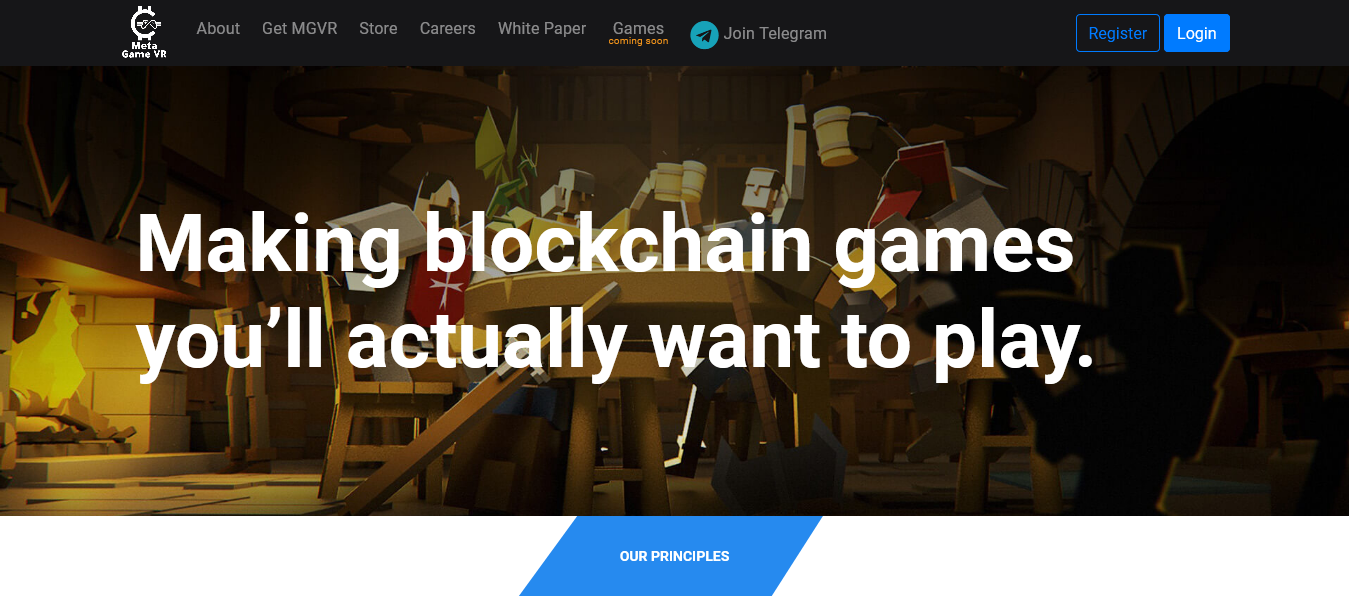 Meta
Game VR
About
Get MGVR
Store
Careers
White Paper
Games
coming soon
Join Telegram
Register
Login
Making blockchain games
you’ll actually want to play.
OUR PRINCIPLES